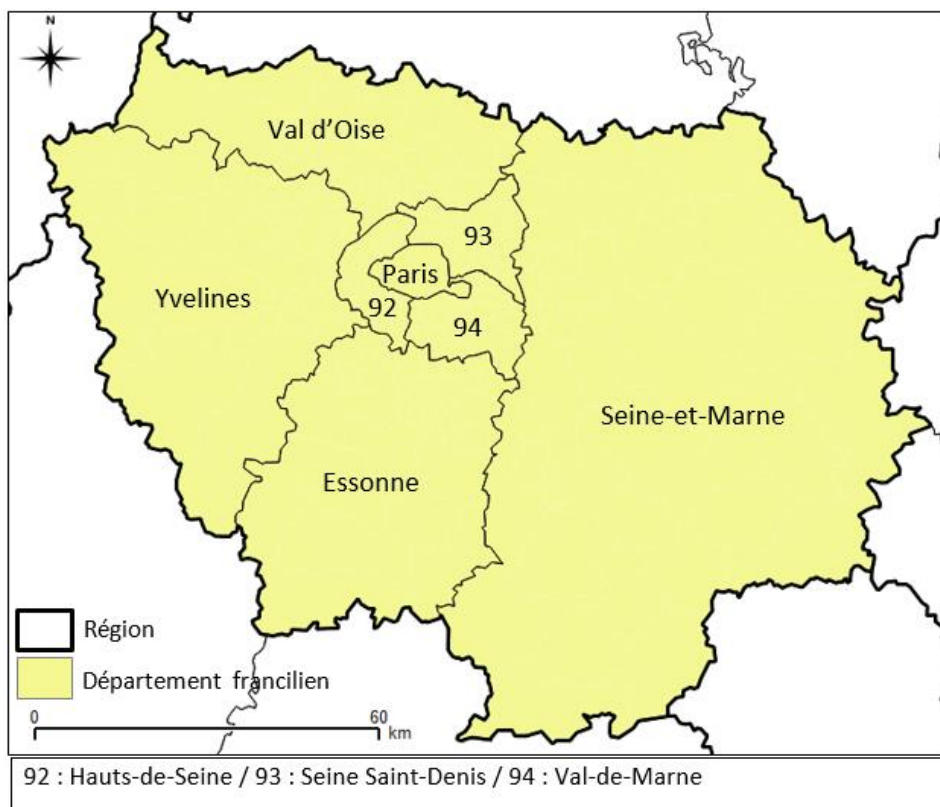 N
Val d'Oise
93
Paris
Yvelines
92
94
Seine-et-Marne
Essonne
Région
Département francilien
0 60
km
92 : Hauts-de-Seine / 93 : Seine Saint-Denis / 94 : Val-de-Marne